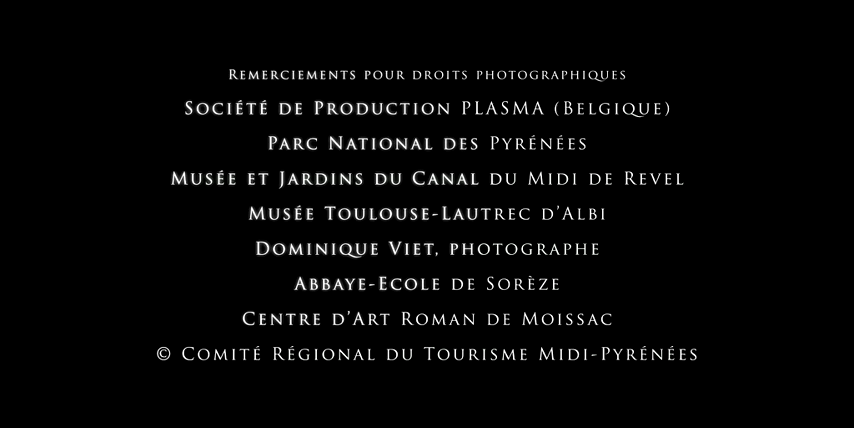 Remerciements pour droits photographiques
Société de Production PLASMA (Belgique)
Parc National des Pyrénées
Musée et Jardins du Canal du Midi de Revel
Musée Toulouse-Lautrec d'Albi
Dominique Viet, photographe
Abbaye-Ecole de Sorèze
Centre d'Art Roman de Moissac
© Comité Régional du Tourisme Midi-Pyrénées